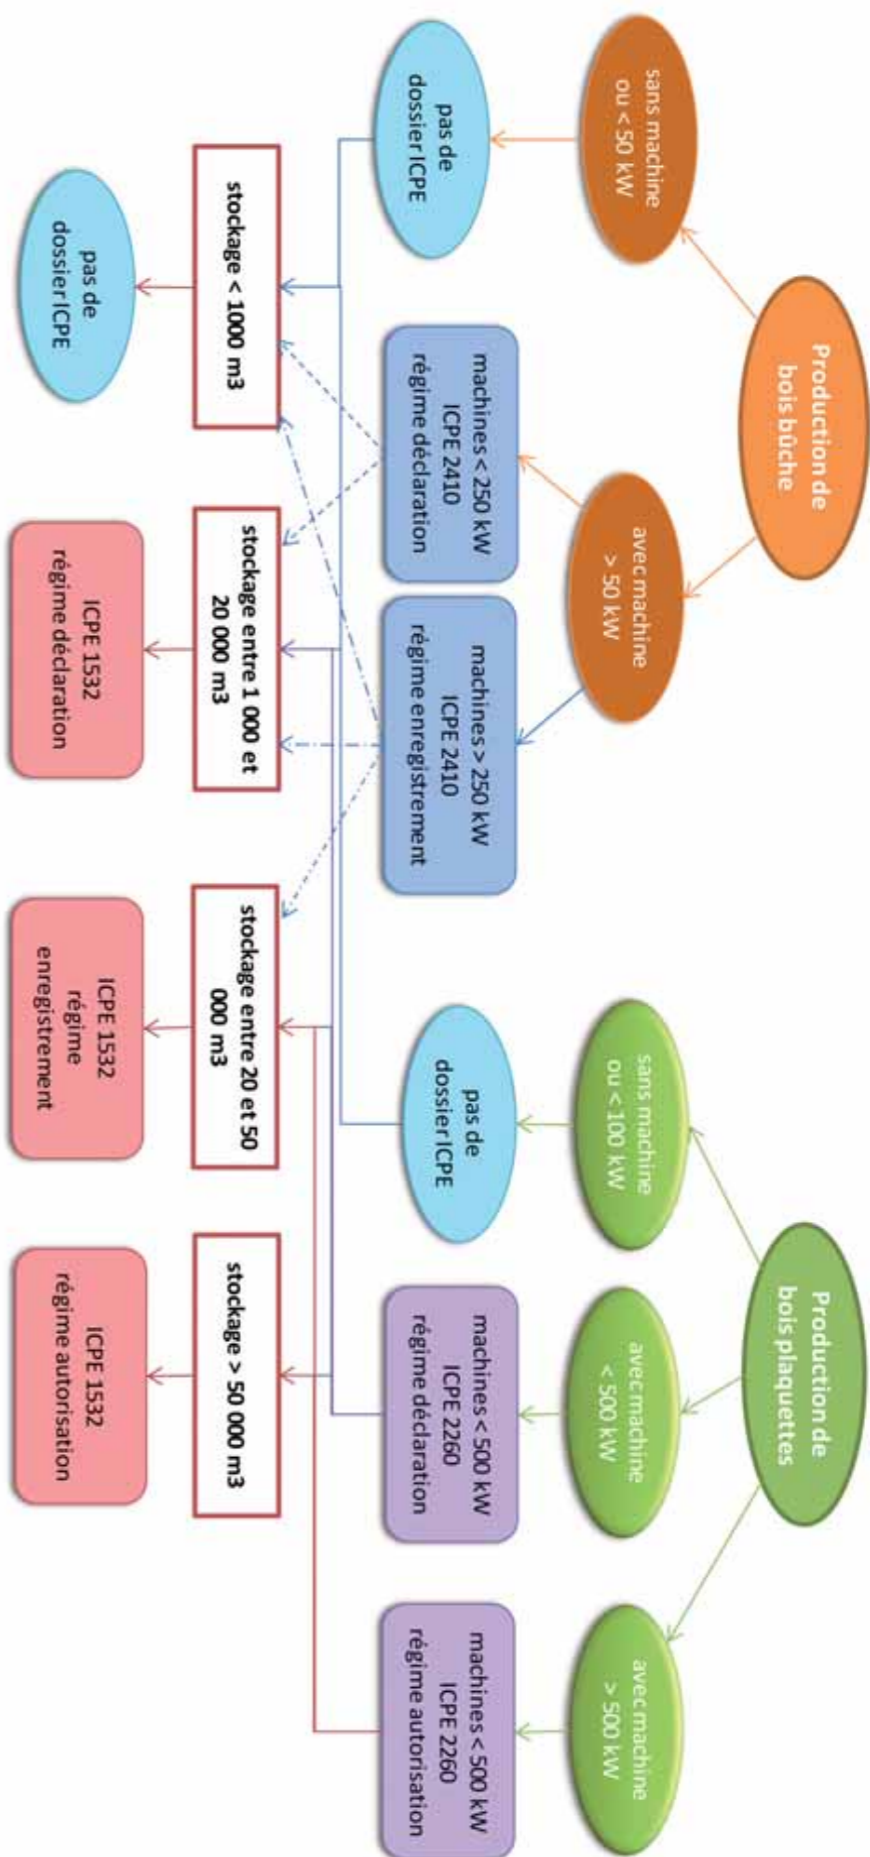 Production de
bois bûche
Production de
bois plaquettes
sans machine
ou < 50 kW
avec machine
> 50 kW
sans machine
ou <100 kW
avec machine
< 500 kW
avec machine
> 500 kW
pas de
dossier ICPE
machines < 250 kW
ICPE 2410
régime déclaration
machines > 250 kW
ICPE 2410
régime enregistrement
pas de
dossier ICPE
machines < 500 kW
ICPE 2260
régime déclaration
machines < 500 kW
ICPE 2260
régime autorisation
stockage < 1000 m3
stockage entre 1 000 et
20 000 m3
stockage entre 20 et 50
000 m3
stockage > 50 000 m3
pas de
dossier ICPE
ICPE 1532
régime déclaration
ICPE 1532
régime
enregistrement
ICPE 1532
régime autorisation